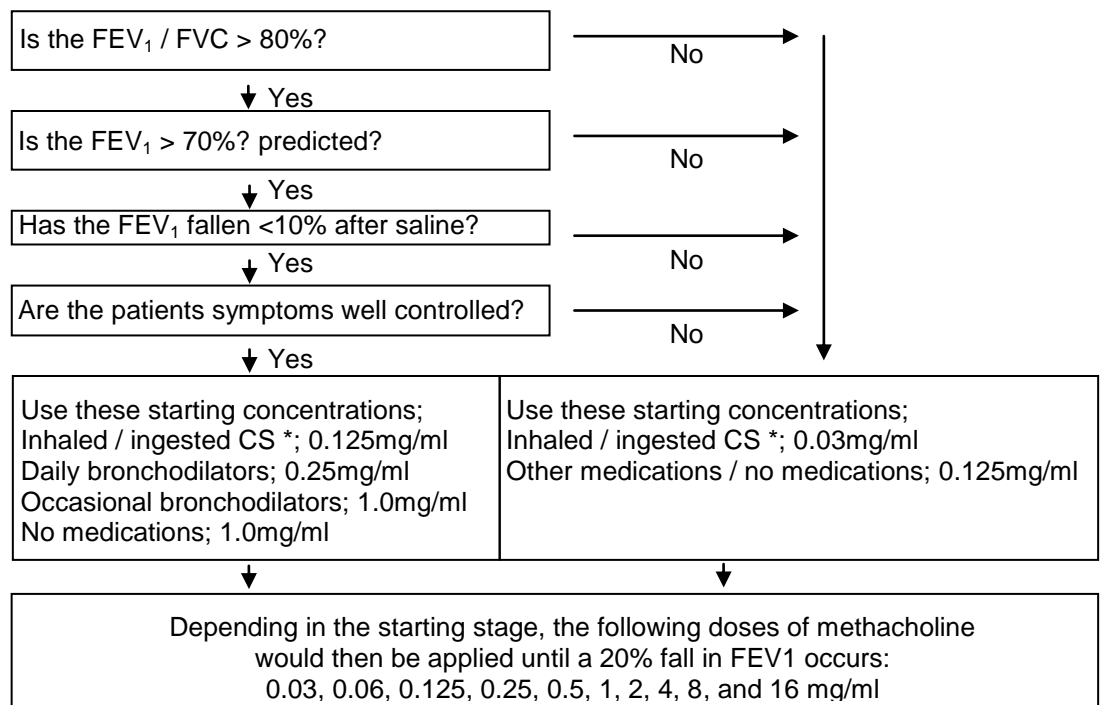 Is the FEV₁ / FVC > 80%?
No
Yes
Is the FEV₁ > 70%? predicted?
No
Yes
Has the FEV₁ fallen <10% after saline?
No
Yes
Are the patients symptoms well controlled?
No
Yes
Use these starting concentrations;
Inhaled / ingested CS *; 0.125mg/ml
Daily bronchodilators; 0.25mg/ml
Occasional bronchodilators; 1.0mg/ml
No medications; 1.0mg/ml
Use these starting concentrations;
Inhaled / ingested CS *; 0.03mg/ml
Other medications / no medications; 0.125mg/ml
Depending in the starting stage, the following doses of methacholine
would then be applied until a 20% fall in FEV1 occurs:
0.03, 0.06, 0.125, 0.25, 0.5, 1, 2, 4, 8, and 16 mg/ml